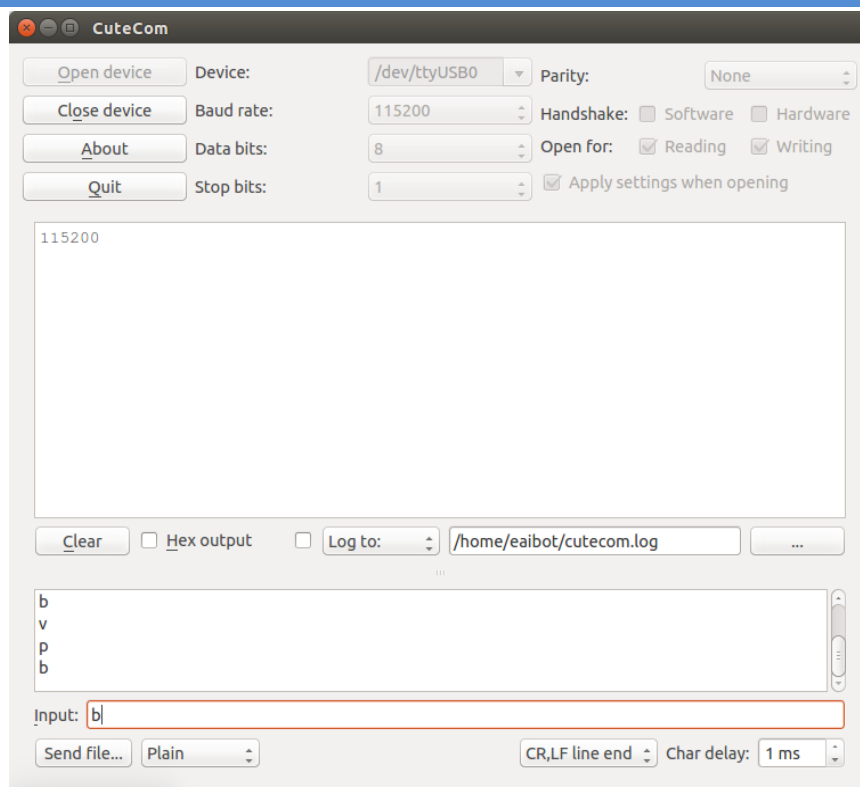 CuteCom
Open device Device: /dev/ttyUSB0 Parity: None
Close device Baud rate: 115200 Handshake: Software Hardware
About Data bits: 8 Open for: Reading Writing
Quit Stop bits: 1 Apply settings when opening
115200
Clear Hex output Log to: /home/eaibot/cutecom.log ...
b
v
p
b
Input: b
Send file... Plain CR,LF line end Char delay: 1 ms